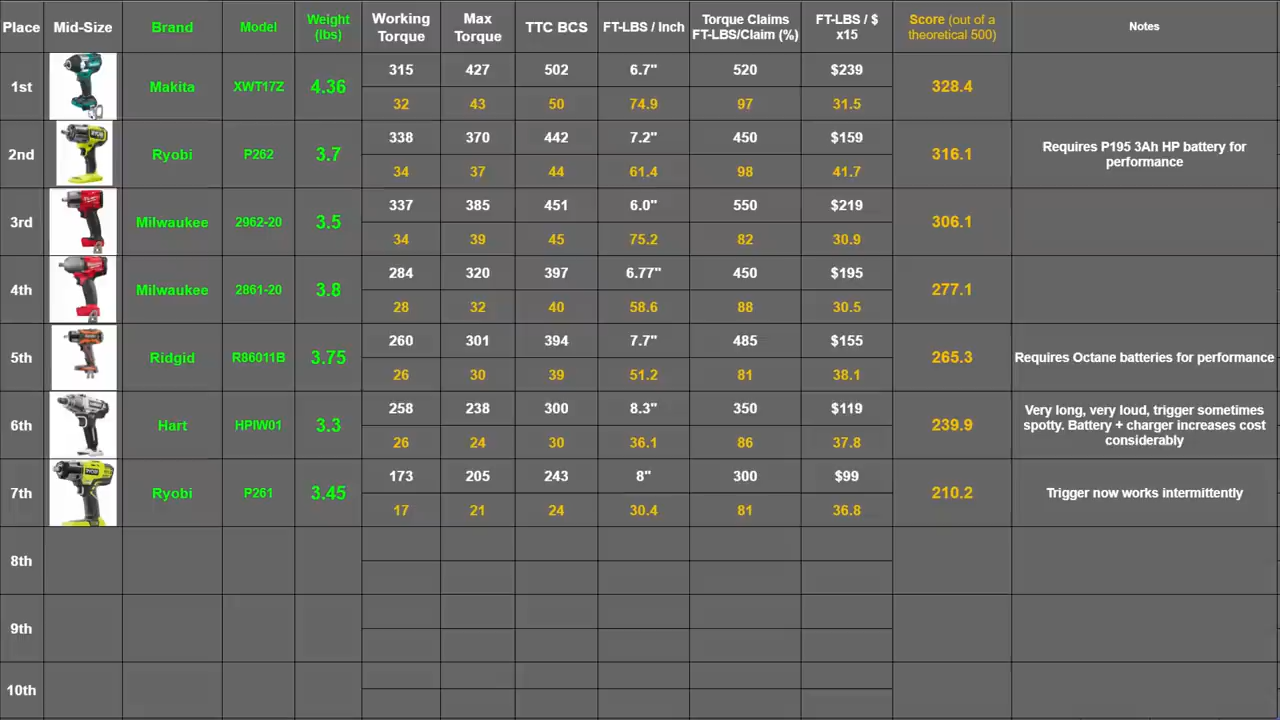 Place Mid-Size Brand Model Weight (lbs) Working Torque Max Torque TTC BCS FT-LBS / Inch Torque Claims FT-LBS/Claim (%) FT-LBS / $ x15 Score (out of a theoretical 500) Notes
1st Makita XWT17Z 4.36 315 427 502 6.7" 520 $239 328.4
32 43 50 74.9 97 31.5
2nd RYOBI Ryobi P262 3.7 338 370 442 7.2" 450 $159 316.1 Requires P195 3Ah HP battery for performance
34 37 44 61.4 98 41.7
3rd Milwaukee 2962-20 3.5 337 385 451 6.0" 550 $219 306.1
34 39 45 75.2 82 30.9
4th Milwaukee 2861-20 3.8 284 320 397 6.77" 450 $195 277.1
28 32 40 58.6 88 30.5
5th Ridgid R86011B 3.75 260 301 394 7.7" 485 $155 265.3 Requires Octane batteries for performance
26 30 39 51.2 81 38.1
6th Hart HPIW01 3.3 258 238 300 8.3" 350 $119 239.9 Very long, very loud, trigger sometimes spotty. Battery + charger increases cost considerably
26 24 30 36.1 86 37.8
7th RYOBI Ryobi P261 3.45 173 205 243 8" 300 $99 210.2 Trigger now works intermittently
17 21 24 30.4 81 36.8
8th
9th
10th